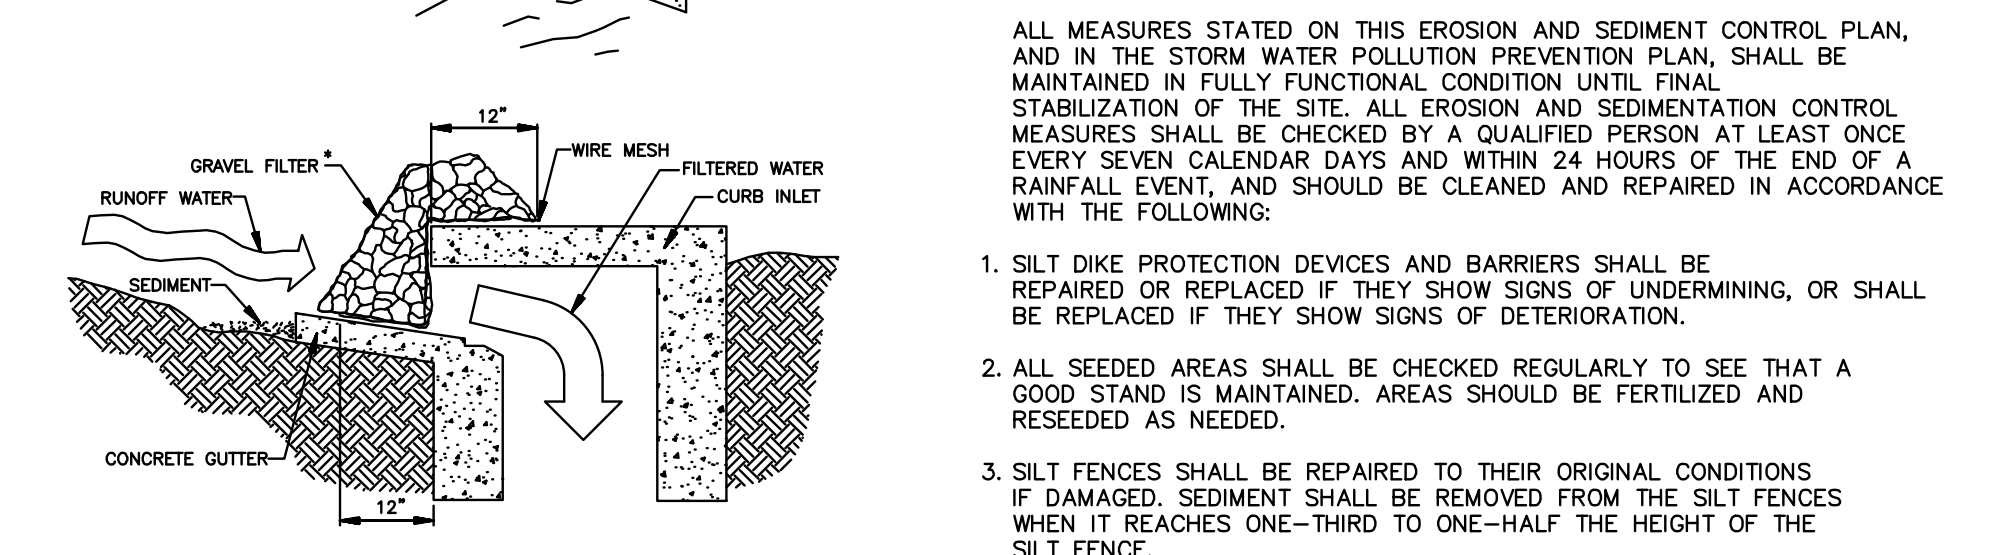 12"
WIRE MESH
GRAVEL FILTER*
FILTERED WATER
RUNOFF WATER
CURB INLET
SEDIMENT
CONCRETE GUTTER
12"
ALL MEASURES STATED ON THIS EROSION AND SEDIMENT CONTROL PLAN,
AND IN THE STORM WATER POLLUTION PREVENTION PLAN, SHALL BE
MAINTAINED IN FULLY FUNCTIONAL CONDITION UNTIL FINAL
STABILIZATION OF THE SITE. ALL EROSION AND SEDIMENTATION CONTROL
MEASURES SHALL BE CHECKED BY A QUALIFIED PERSON AT LEAST ONCE
EVERY SEVEN CALENDAR DAYS AND WITHIN 24 HOURS OF THE END OF A
RAINFALL EVENT, AND SHOULD BE CLEANED AND REPAIRED IN ACCORDANCE
WITH THE FOLLOWING:
1. SILT DIKE PROTECTION DEVICES AND BARRIERS SHALL BE
REPAIRED OR REPLACED IF THEY SHOW SIGNS OF UNDERMINING, OR SHALL
BE REPLACED IF THEY SHOW SIGNS OF DETERIORATION.
2. ALL SEEDED AREAS SHALL BE CHECKED REGULARLY TO SEE THAT A
GOOD STAND IS MAINTAINED. AREAS SHOULD BE FERTILIZED AND
RESEEDED AS NEEDED.
3. SILT FENCES SHALL BE REPAIRED TO THEIR ORIGINAL CONDITIONS
IF DAMAGED. SEDIMENT SHALL BE REMOVED FROM THE SILT FENCES
WHEN IT REACHES ONE-THIRD TO ONE-HALF THE HEIGHT OF THE
SILT FENCE.